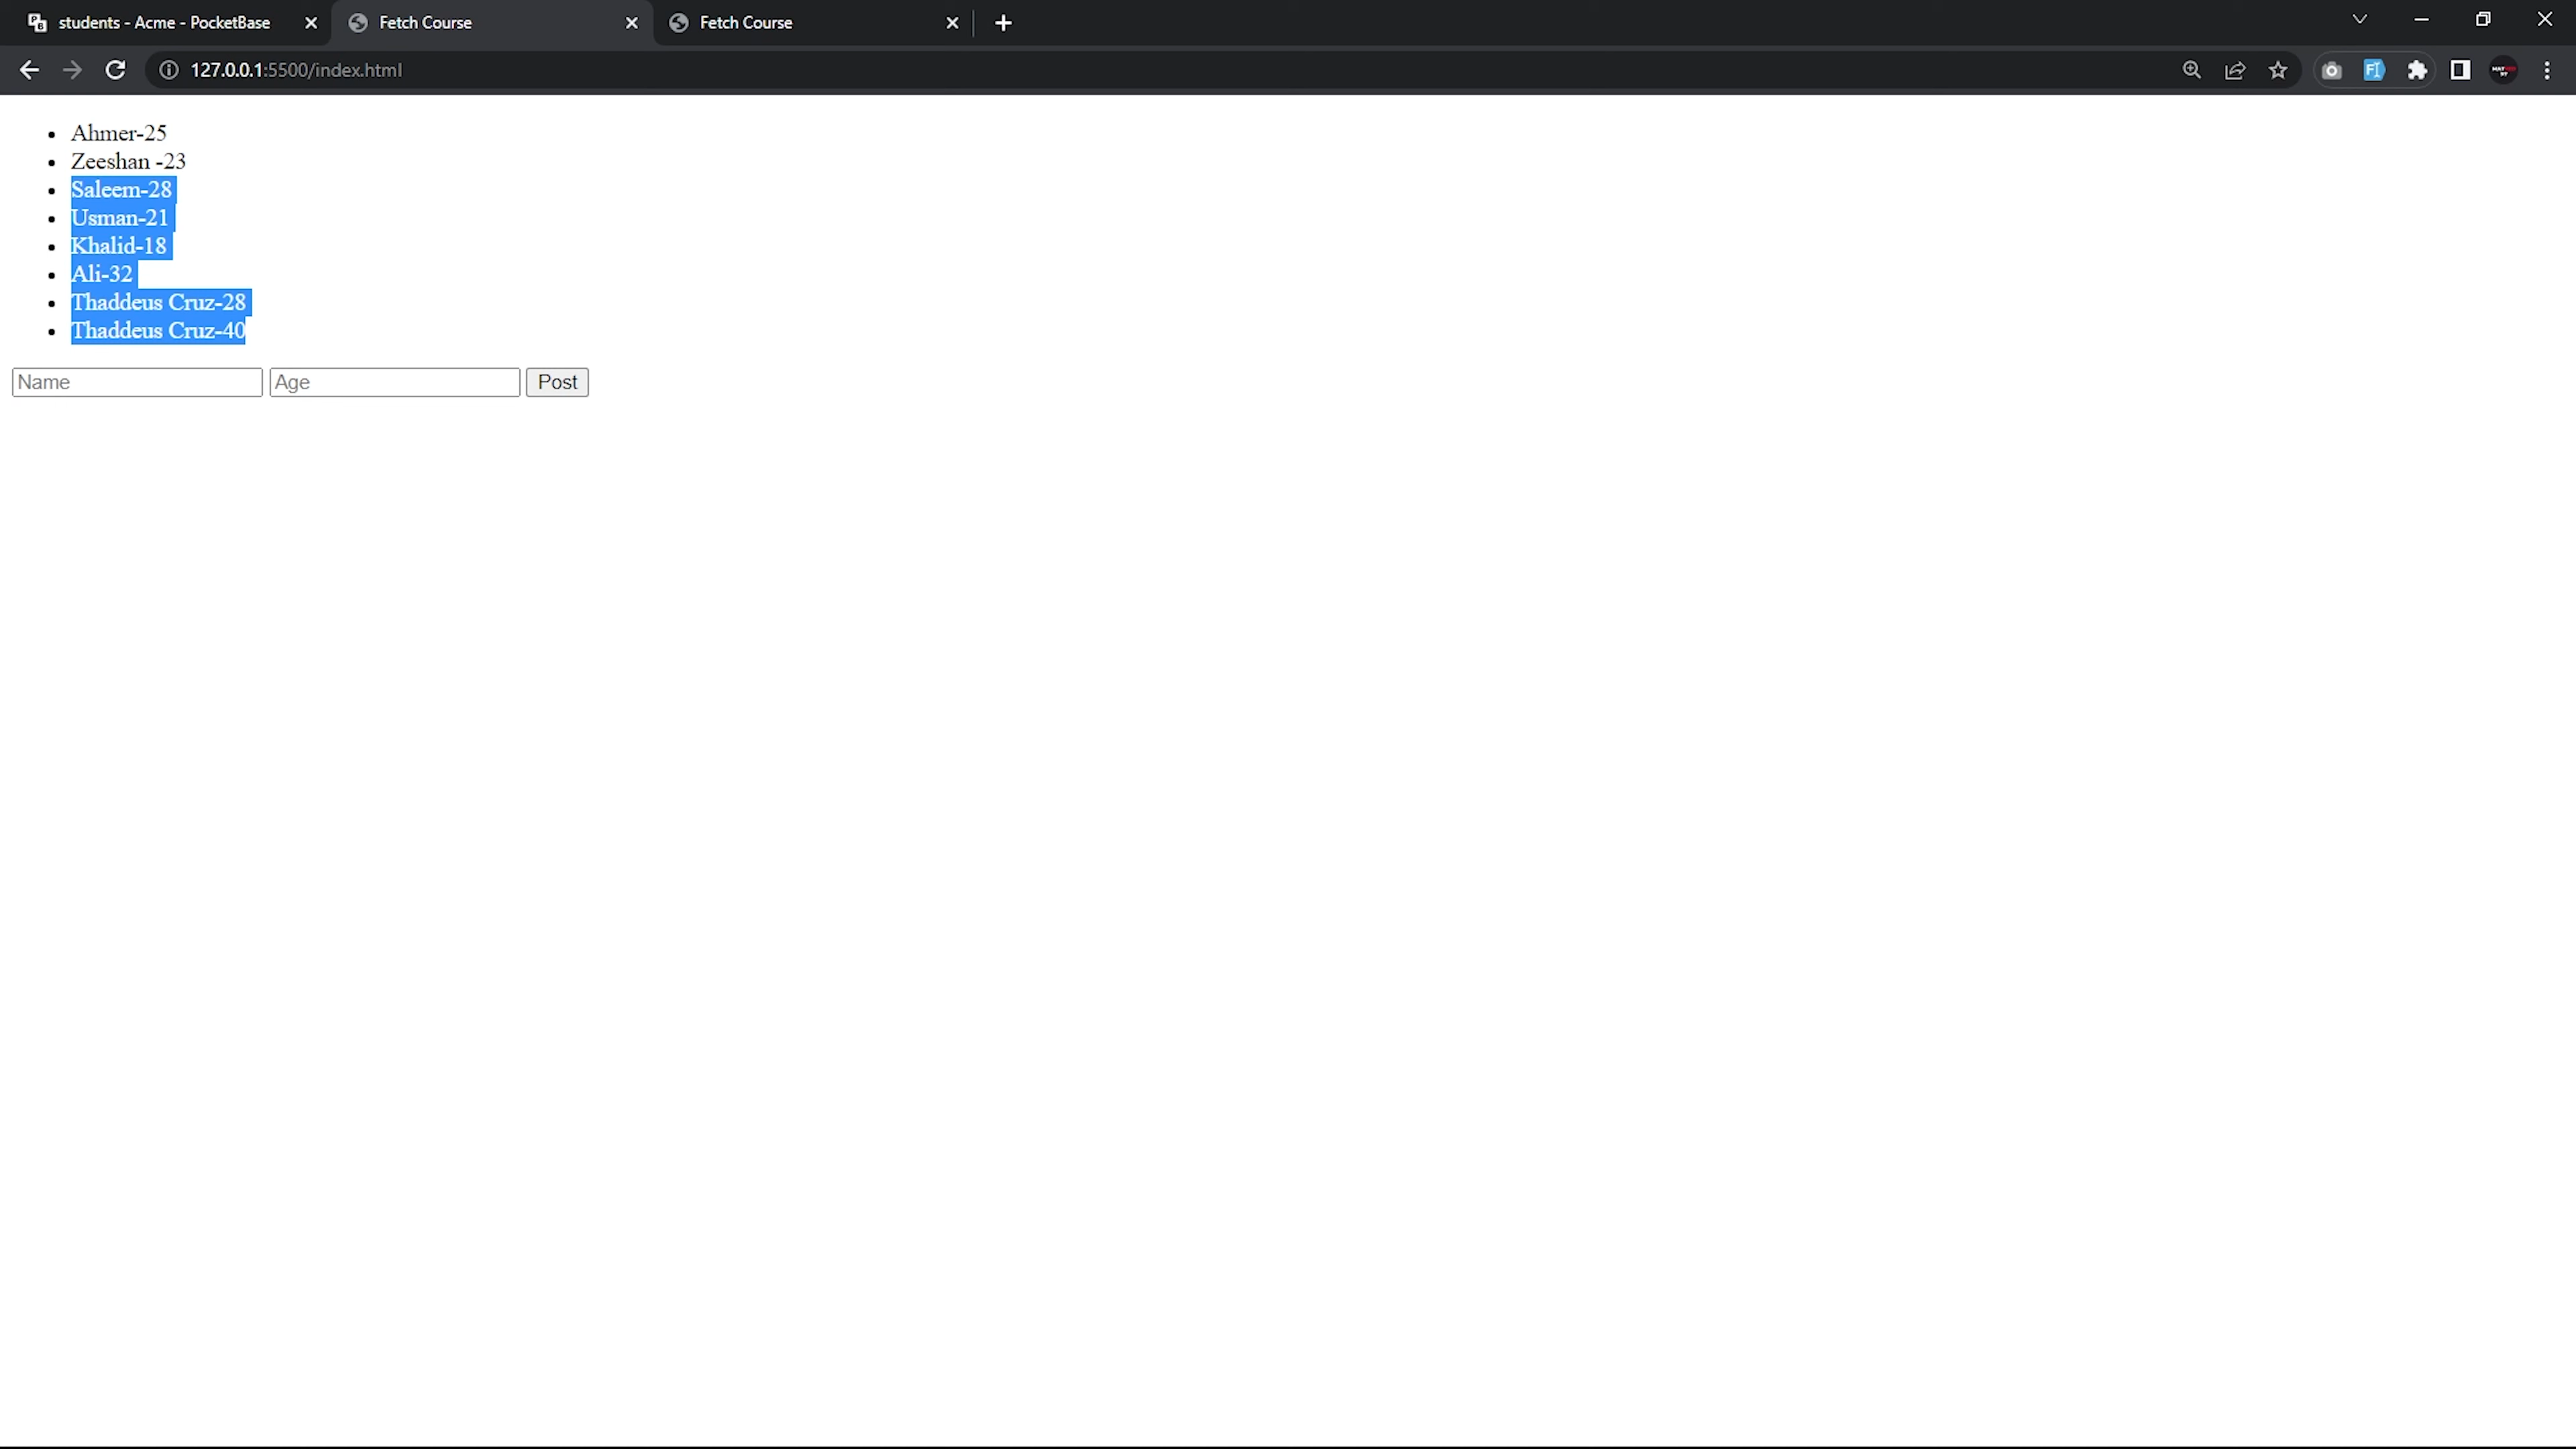 students - Acme - PocketBase
Fetch Course
Fetch Course
127.0.0.1:5500/index.html
Ahmer-25
Zeeshan -23
Saleem-28
Usman-21
Khalid-18
Ali-32
Thaddeus Cruz-28
Thaddeus Cruz-40
Name Age Post